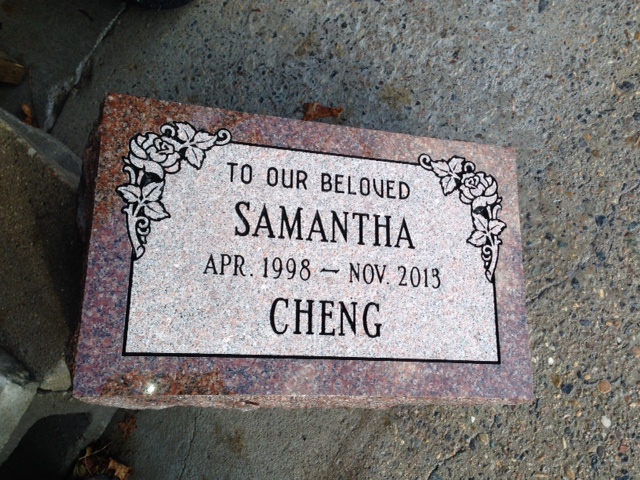 TO OUR BELOVED
SAMANTHA
APR. 1998 – NOV. 2013
CHENG